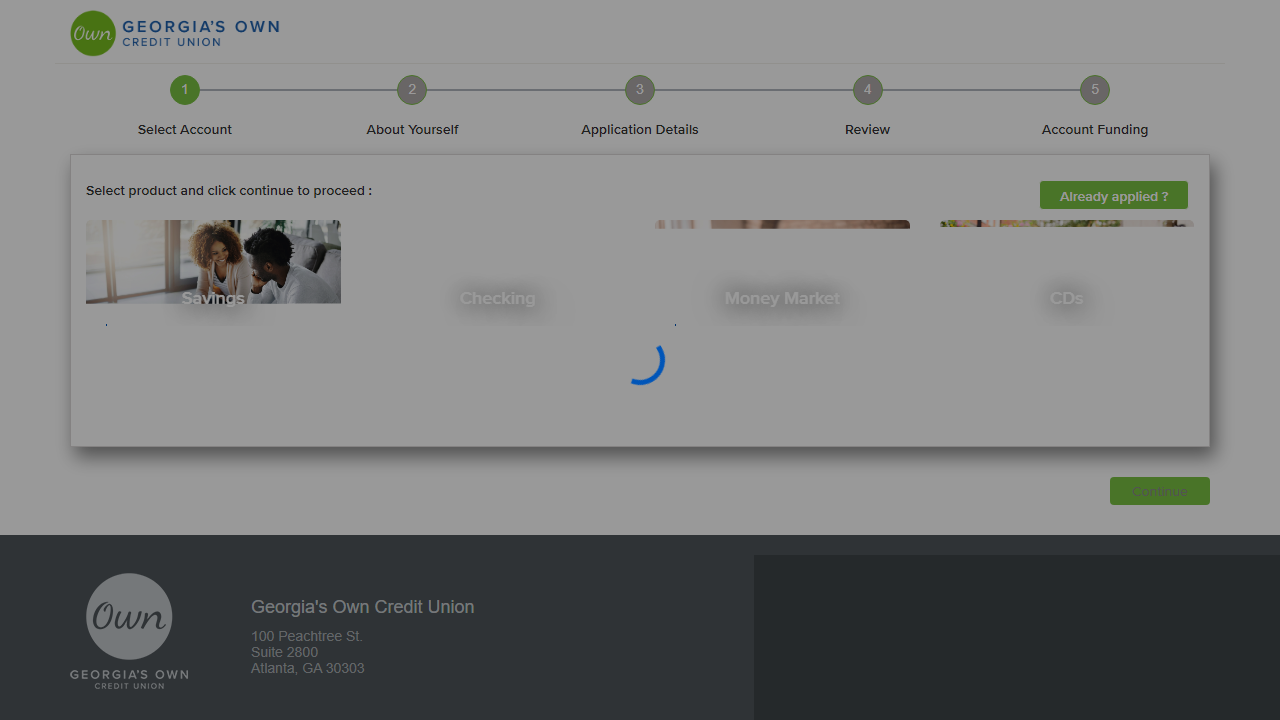 Own GEORGIA'S OWN
CREDIT UNION
1 2 3 4 5
Select Account About Yourself Application Details Review Account Funding
Select product and click continue to proceed :
Already applied ?
Savings Checking Money Market CDs
Continue
Own
GEORGIA'S OWN
CREDIT UNION
Georgia's Own Credit Union
100 Peachtree St.
Suite 2800
Atlanta, GA 30303